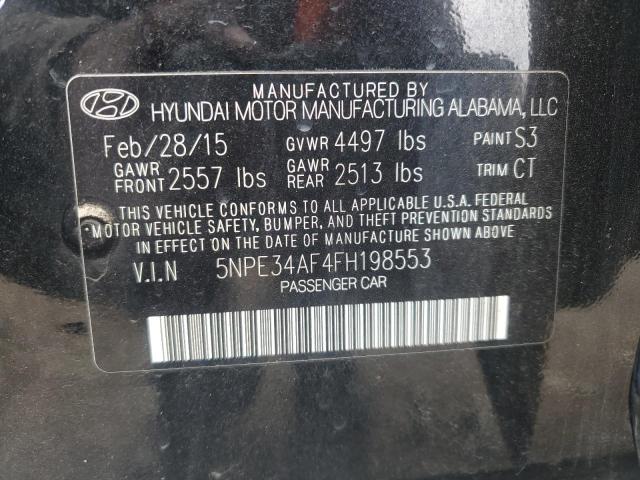 MANUFACTURED BY
HYUNDAI MOTOR MANUFACTURING ALABAMA, LLC
Feb/28/15 GVWR 4497 lbs PAINT S3
GAWR FRONT 2557 lbs GAWR REAR 2513 lbs TRIM CT
THIS VEHICLE CONFORMS TO ALL APPLICABLE U.S.A. FEDERAL
MOTOR VEHICLE SAFETY, BUMPER, AND THEFT PREVENTION STANDARDS
IN EFFECT ON THE DATE OF MANUFACTURE SHOWN ABOVE.
V.I.N 5NPE34AF4FH198553
PASSENGER CAR